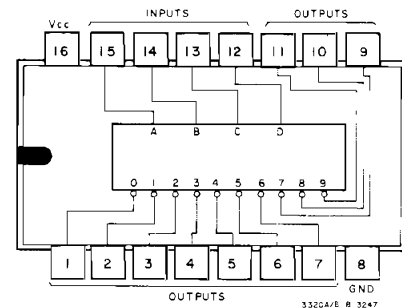 INPUTS OUTPUTS
Vcc
16 15 14 13 12 11 10 9
A B C D
0 1 2 3 4 5 6 7 8 9
1 2 3 4 5 6 7 8
GND
OUTPUTS
3320A/E B 3247